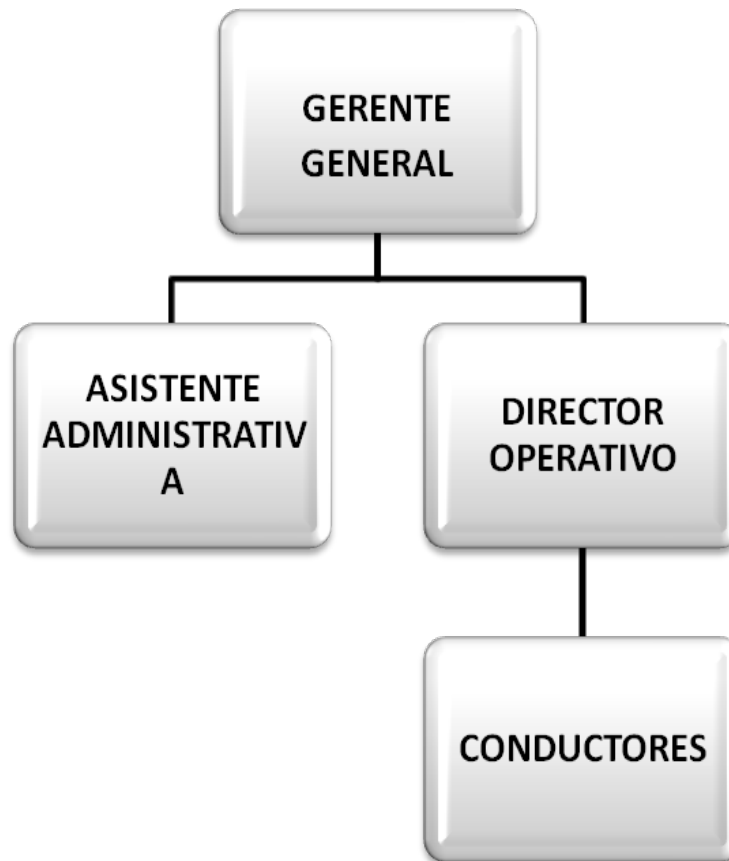 GERENTE
GENERAL
ASISTENTE
ADMINISTRATIV
A
DIRECTOR
OPERATIVO
CONDUCTORES